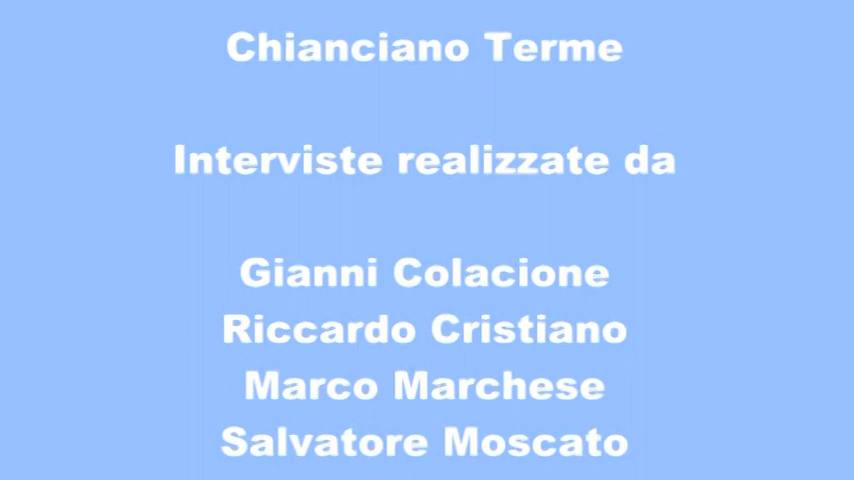 Chianciano Terme
Interviste realizzate da
Gianni Colacione
Riccardo Cristiano
Marco Marchese
Salvatore Moscato